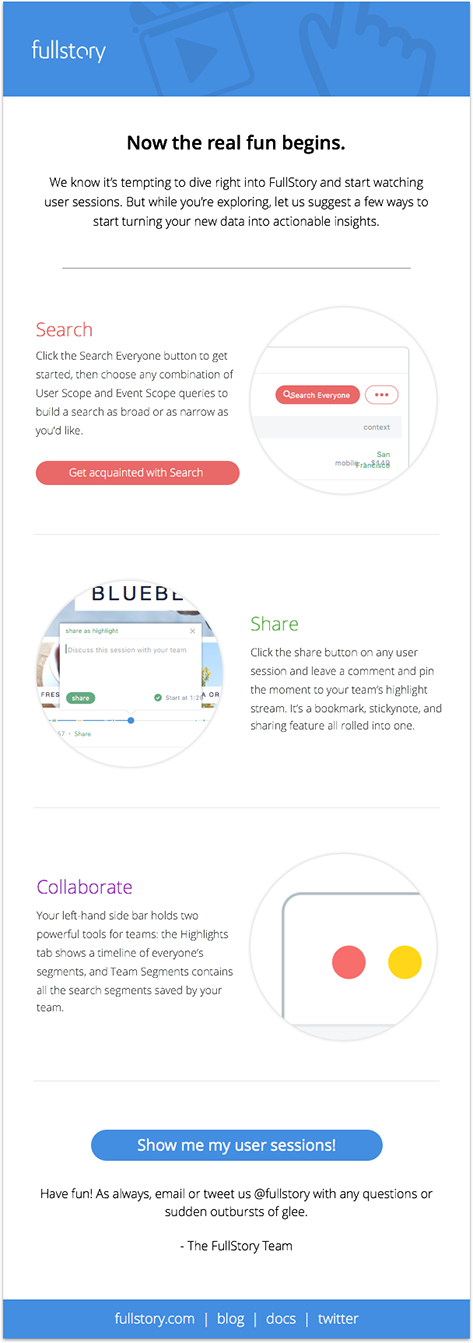 fullstory
Now the real fun begins.
We know it's tempting to dive right into FullStory and start watching
user sessions. But while you're exploring, let us suggest a few ways to
start turning your new data into actionable insights.
Search
Click the Search Everyone button to get
started, then choose any combination of
User Scope and Event Scope queries to
build a search as broad or as narrow as
you'd like.
Get acquainted with Search
Search Everyone
context
San
Francisco
mobile
$449
BLUEBE
share as highlight
Discuss this session with your team
FRES
A OR
share
Start at 1:29
57 · Share
Share
Click the share button on any user
session and leave a comment and pin
the moment to your team's highlight
stream. It's a bookmark, stickynote, and
sharing feature all rolled into one.
Collaborate
Your left-hand side bar holds two
powerful tools for teams: the Highlights
tab shows a timeline of everyone's
segments, and Team Segments contains
all the search segments saved by your
team.
Show me my user sessions!
Have fun! As always, email or tweet us @fullstory with any questions or
sudden outbursts of glee.
- The FullStory Team
fullstory.com | blog | docs | twitter